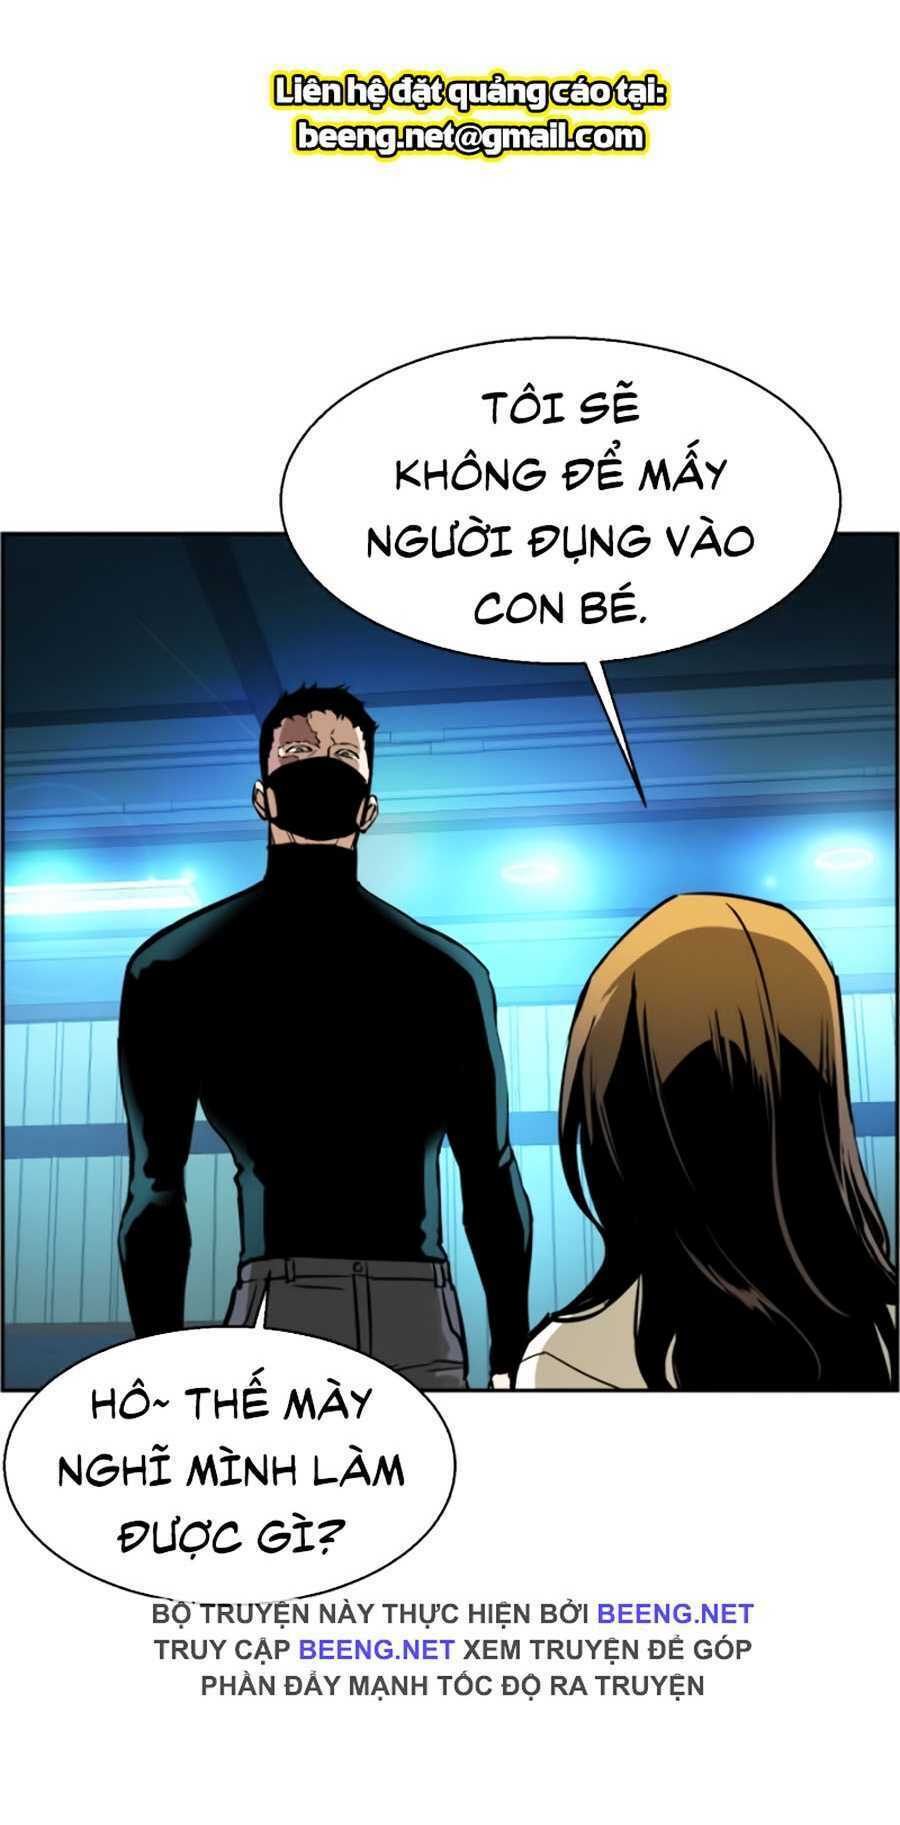 Liên hệ đặt quảng cáo tại:
beeng.net@gmail.com
TÔI SẼ
KHÔNG ĐỂ MẤY
NGƯỜI ĐỤNG VÀO
CON BÉ.
HÔ~ THẾ MÀY
NGHĨ MÌNH LÀM
ĐƯỢC GÌ?
BỘ TRUYỆN NÀY THỰC HIỆN BỞI BEENG.NET
TRUY CẬP BEENG.NET XEM TRUYỆN ĐỂ GÓP
PHẦN ĐẨY MẠNH TỐC ĐỘ RA TRUYỆN